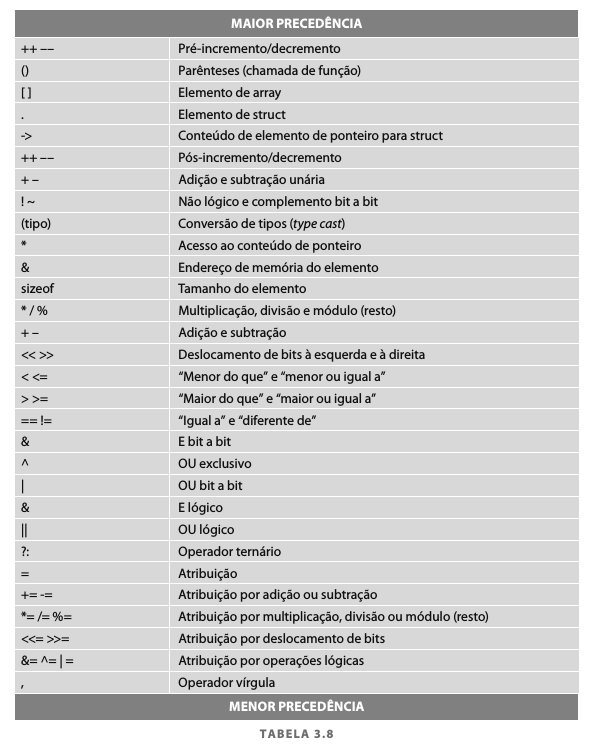 MAIOR PRECEDÊNCIA
++ −− Pré-incremento/decremento
() Parênteses (chamada de função)
[ ] Elemento de array
. Elemento de struct
-> Conteúdo de elemento de ponteiro para struct
++ −− Pós-incremento/decremento
+ − Adição e subtração unária
! ~ Não lógico e complemento bit a bit
(tipo) Conversão de tipos (type cast)
* Acesso ao conteúdo de ponteiro
& Endereço de memória do elemento
sizeof Tamanho do elemento
* / % Multiplicação, divisão e módulo (resto)
+ − Adição e subtração
<< >> Deslocamento de bits à esquerda e à direita
< <= “Menor do que” e “menor ou igual a”
> >= “Maior do que” e “maior ou igual a”
== != “Igual a” e “diferente de”
& E bit a bit
^ OU exclusivo
| OU bit a bit
& E lógico
|| OU lógico
?: Operador ternário
= Atribuição
+= -= Atribuição por adição ou subtração
*= /= %= Atribuição por multiplicação, divisão ou módulo (resto)
<<= >>= Atribuição por deslocamento de bits
&= ^= | = Atribuição por operações lógicas
, Operador vírgula
MENOR PRECEDÊNCIA
TABELA 3.8